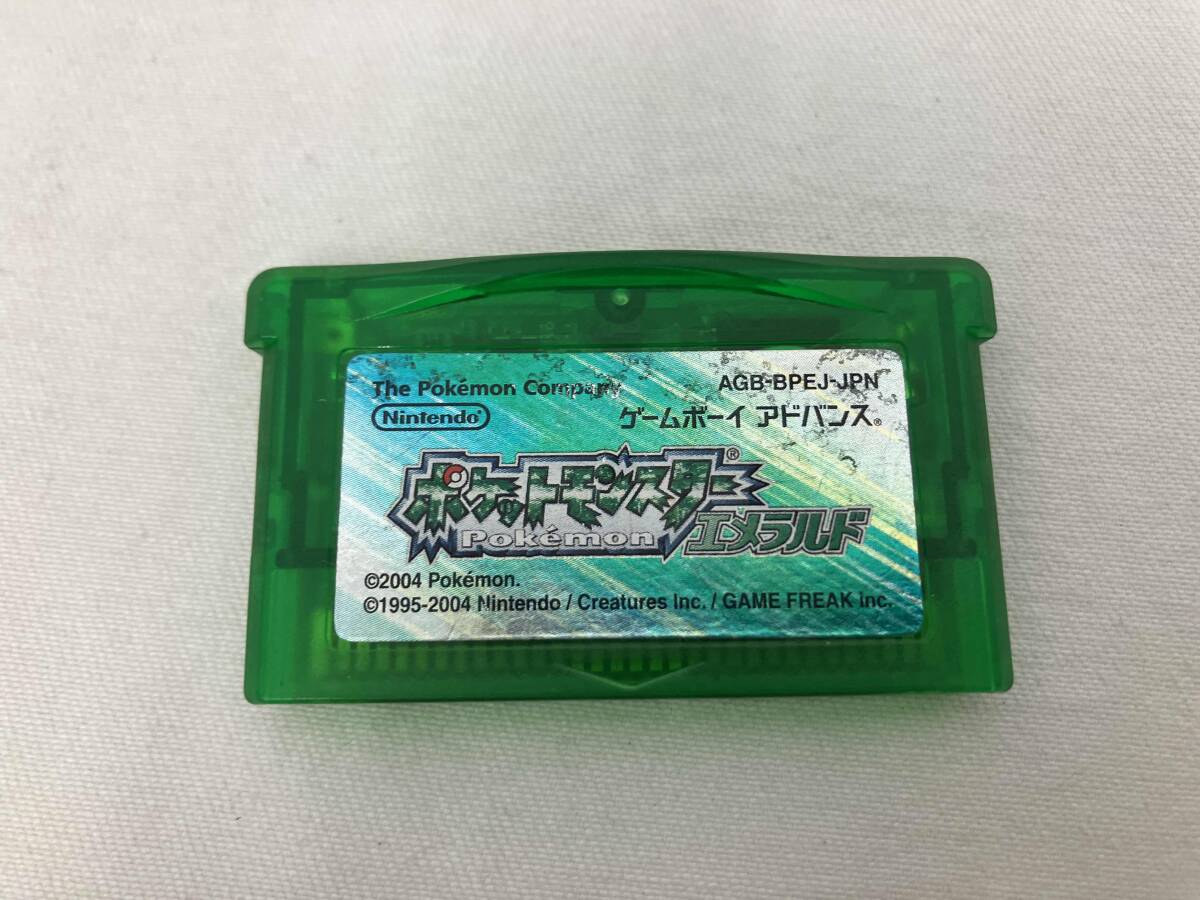 The Pokémon Company
AGB-BPEJ-JPN
Nintendo
ゲームボーイ アドバンス®
ポケットモンスター®
Pokémon
エメラルド
©2004 Pokémon.
©1995-2004 Nintendo / Creatures Inc. / GAME FREAK inc.